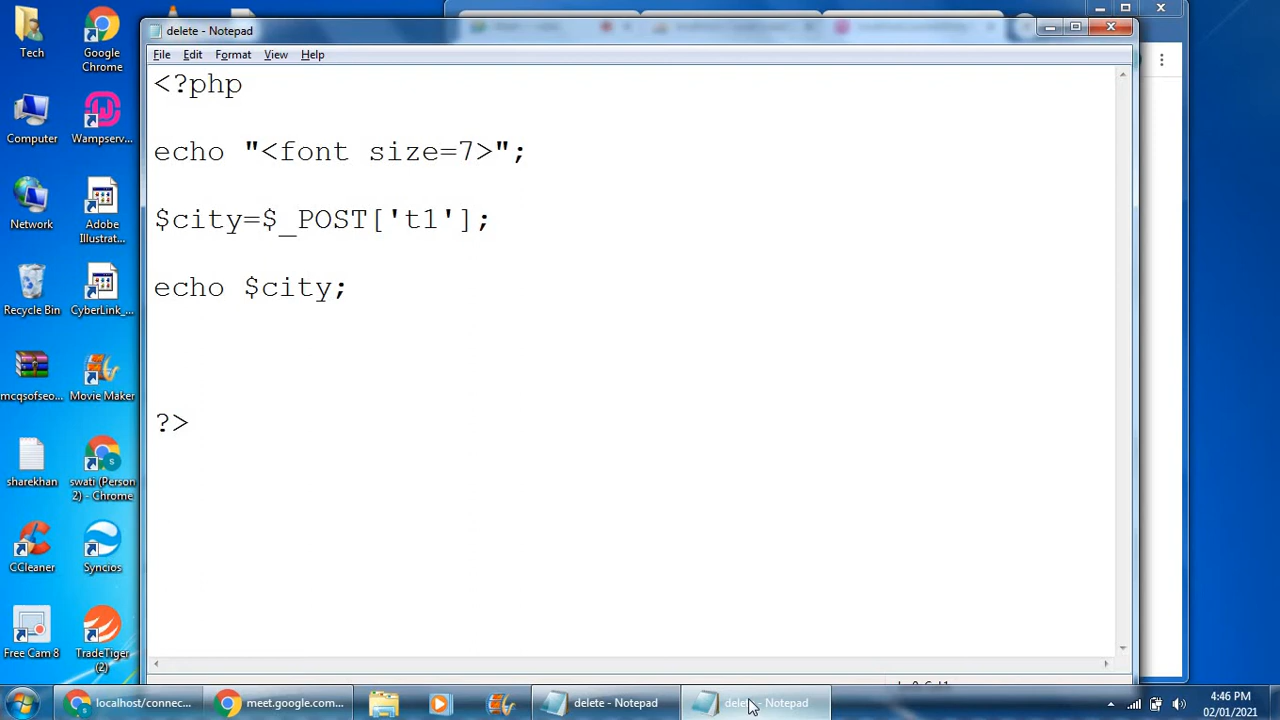 delete - Notepad
File Edit Format View Help
<?php
echo "<font size=7>";
$city=$_POST['t1'];
echo $city;
?>
Tech
Google
Chrome
Computer
Wampserv...
Network
Adobe
Illustrat...
Recycle Bin
CyberLink_...
mcqsofseo...
Movie Maker
sharekhan
swati (Person
2) - Chrome
CCleaner
Syncios
Free Cam 8
TradeTiger
(2)
localhost/connec...
meet.google.com...
delete - Notepad
delete - Notepad
4:46 PM
02/01/2021